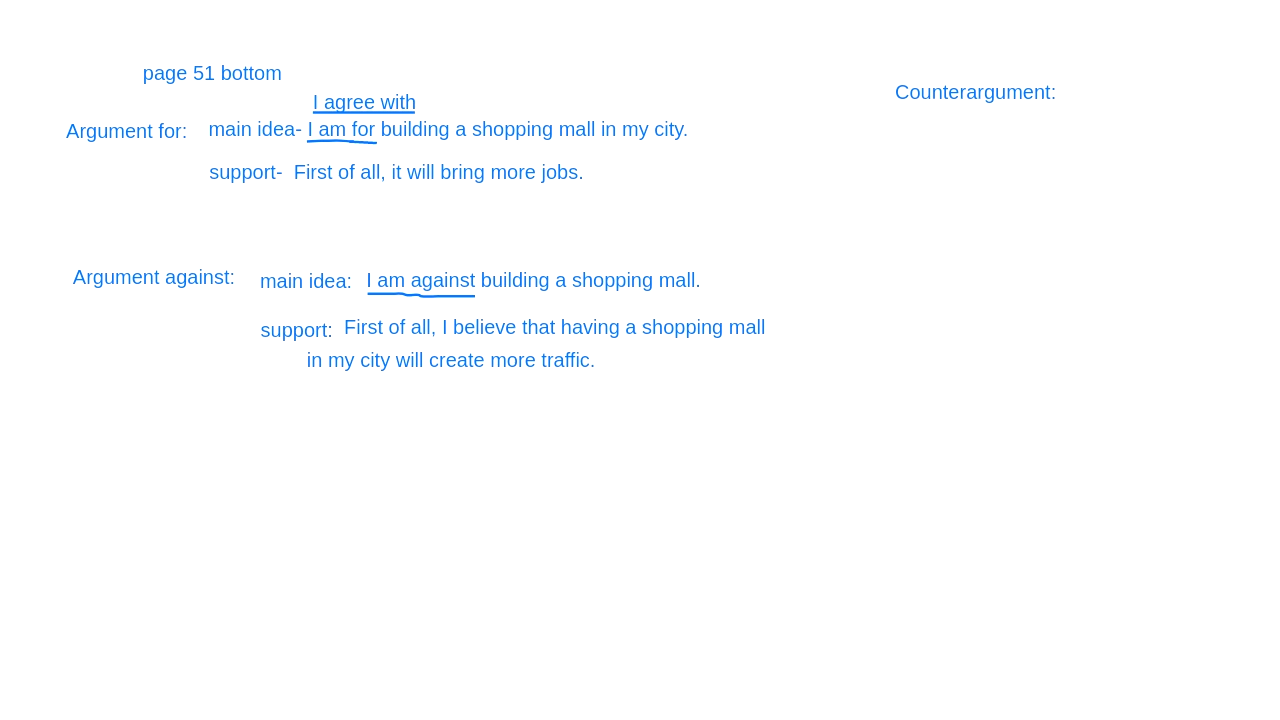 page 51 bottom
I agree with
Counterargument:
Argument for: main idea- I am for building a shopping mall in my city.
support- First of all, it will bring more jobs.
Argument against: main idea: I am against building a shopping mall.
support: First of all, I believe that having a shopping mall
in my city will create more traffic.